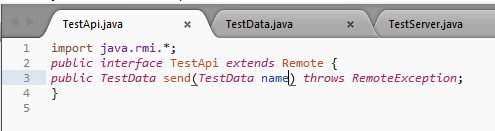 TestApi.java × TestData.java × TestServer.java
1 import java.rmi.*;
2 public interface TestApi extends Remote {
3 public TestData send(TestData name) throws RemoteException;
4 }
5